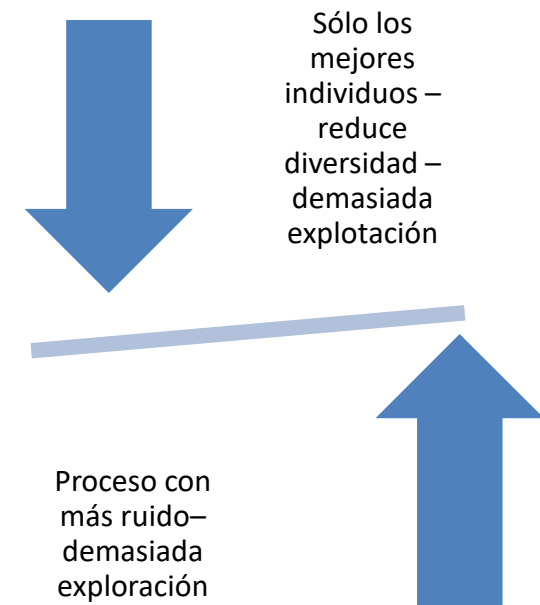 Sólo los
mejores
individuos –
reduce
diversidad –
demasiada
explotación
Proceso con
más ruido–
demasiada
exploración